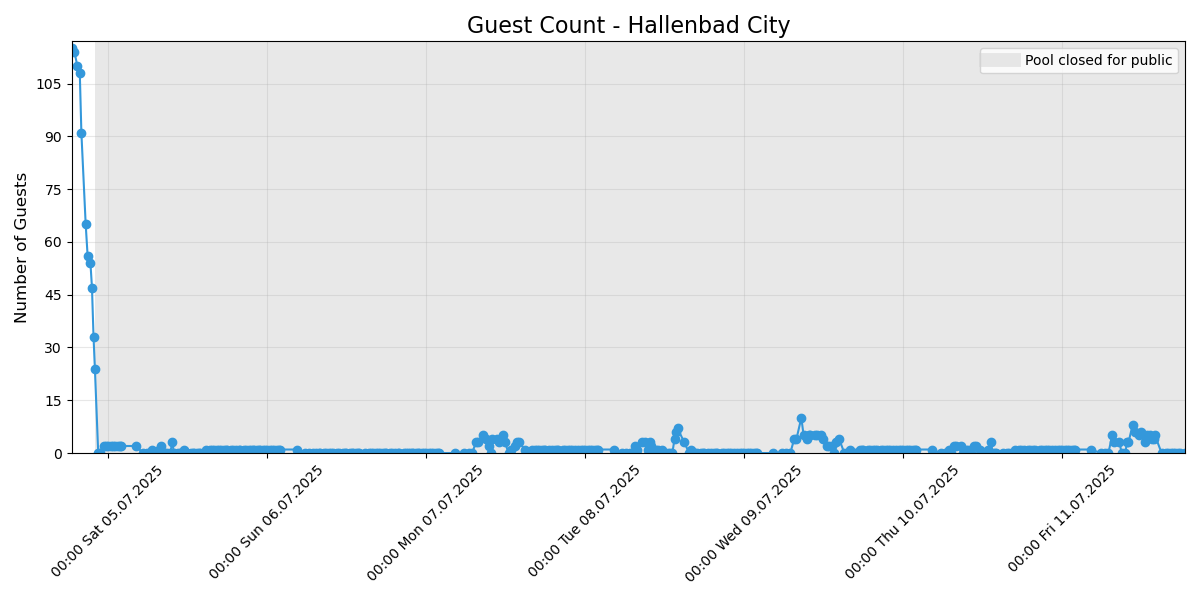 Guest Count - Hallenbad City
Pool closed for public
Number of Guests
105
90
75
60
45
30
15
0
00:00 Sat 05.07.2025
00:00 Sun 06.07.2025
00:00 Mon 07.07.2025
00:00 Tue 08.07.2025
00:00 Wed 09.07.2025
00:00 Thu 10.07.2025
00:00 Fri 11.07.2025